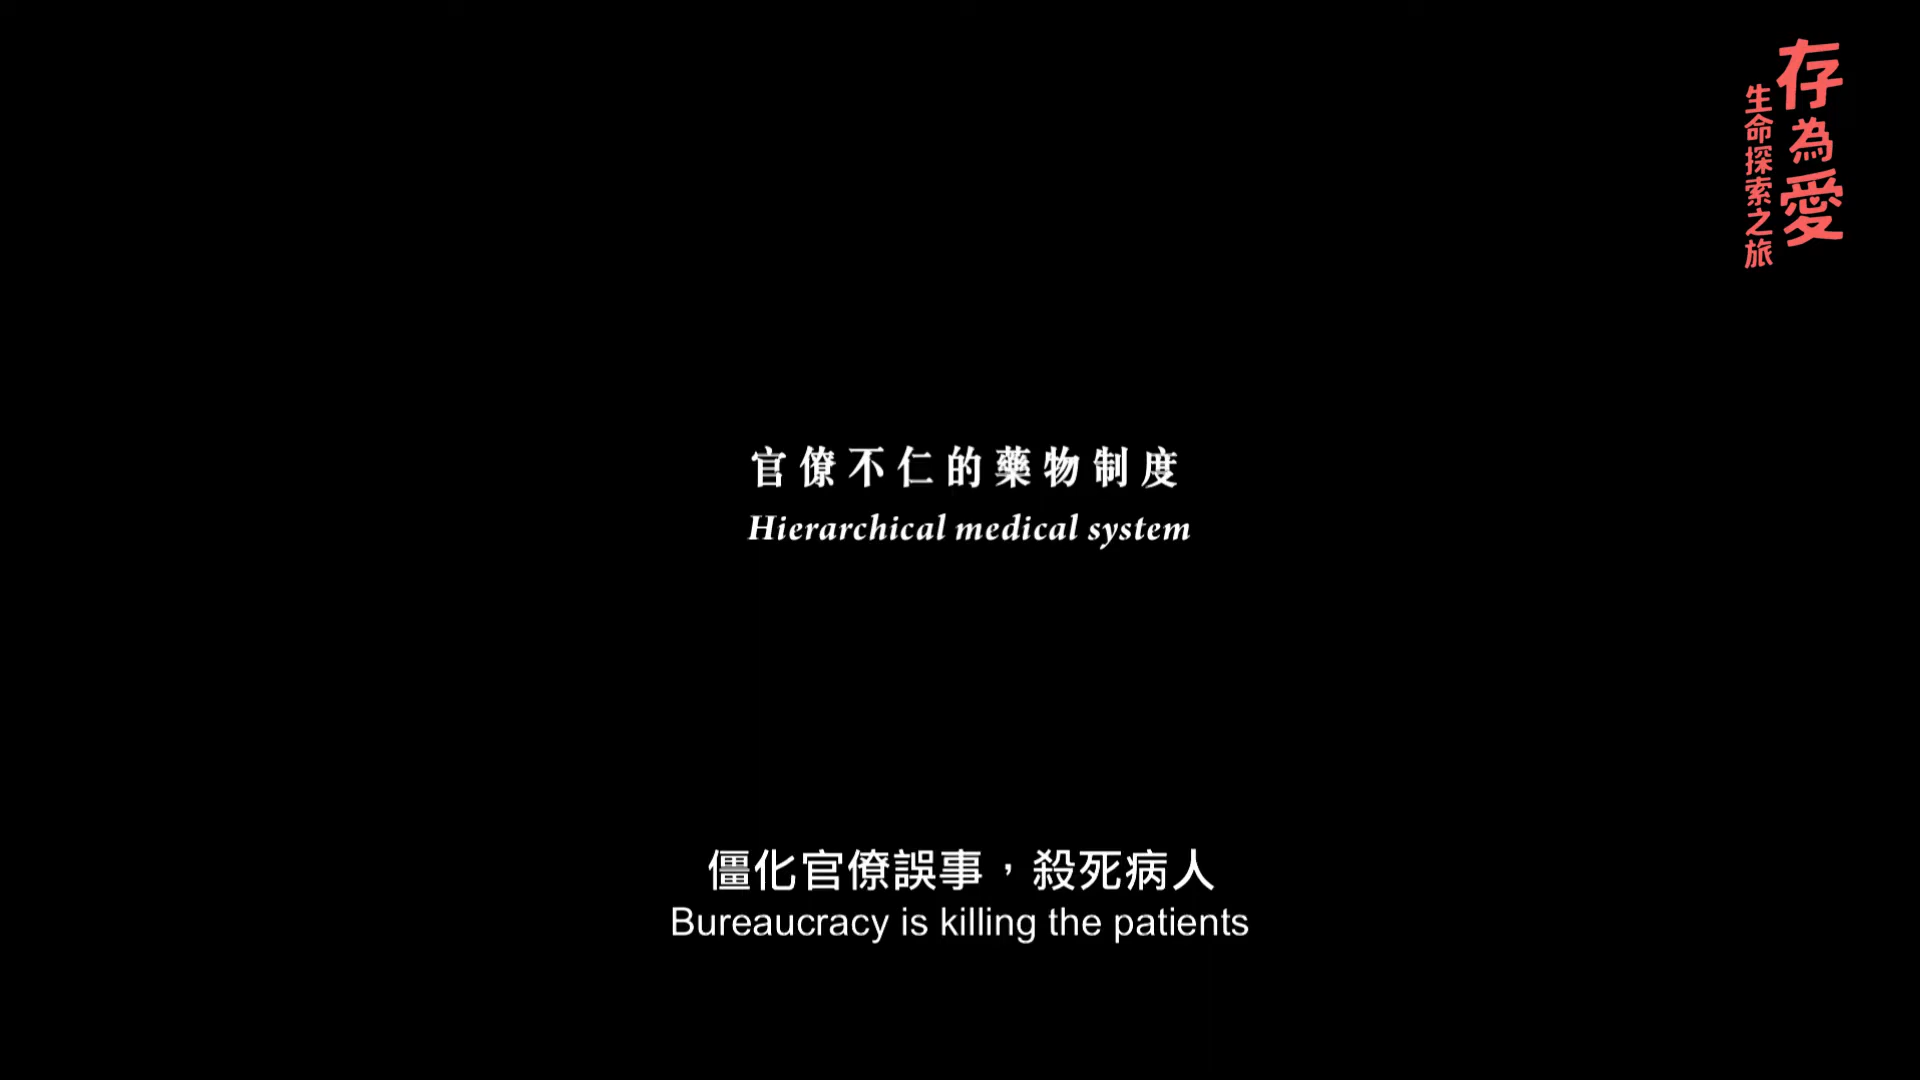 存為愛
生命探索之旅
官僚不仁的藥物制度
Hierarchical medical system
僵化官僚誤事，殺死病人
Bureaucracy is killing the patients